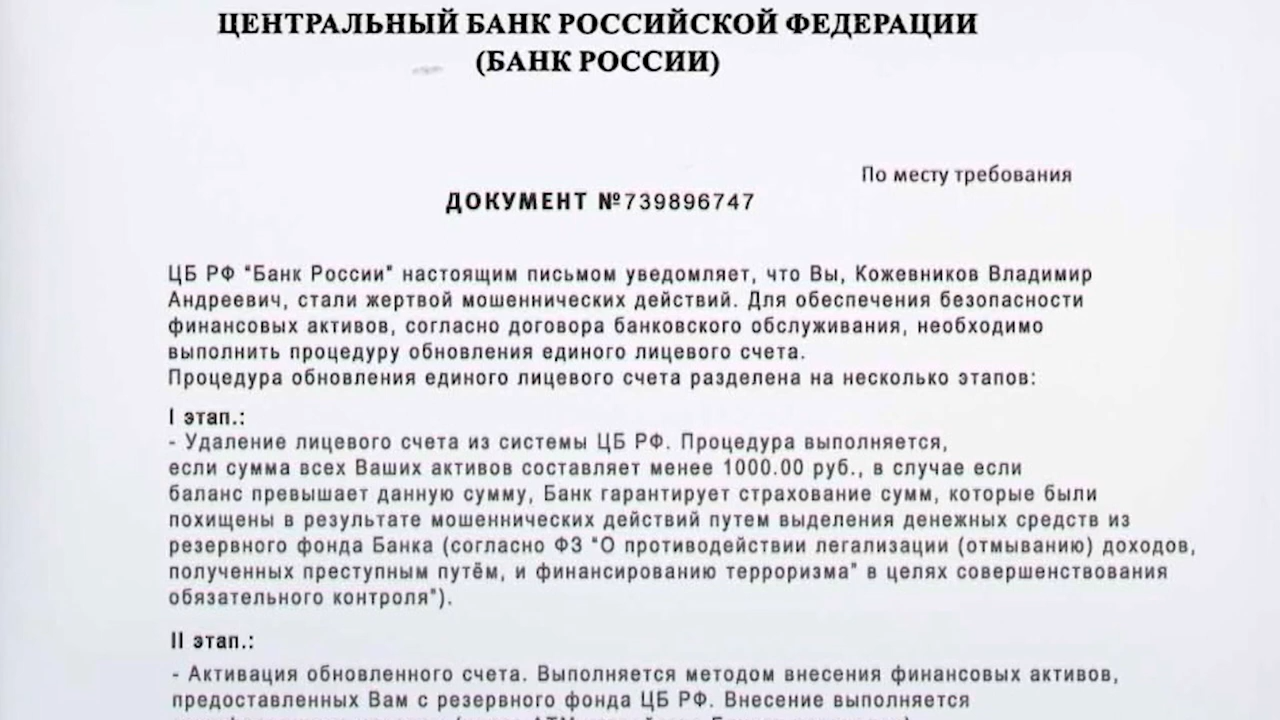 ЦЕНТРАЛЬНЫЙ БАНК РОССИЙСКОЙ ФЕДЕРАЦИИ
(БАНК РОССИИ)
По месту требования
ДОКУМЕНТ №739896747
ЦБ РФ "Банк России" настоящим письмом уведомляет, что Вы, Кожевников Владимир
Андреевич, стали жертвой мошеннических действий. Для обеспечения безопасности
финансовых активов, согласно договора банковского обслуживания, необходимо
выполнить процедуру обновления единого лицевого счета.
Процедура обновления единого лицевого счета разделена на несколько этапов:
I этап.:
- Удаление лицевого счета из системы ЦБ РФ. Процедура выполняется,
если сумма всех Ваших активов составляет менее 1000.00 руб., в случае если
баланс превышает данную сумму, Банк гарантирует страхование сумм, которые были
похищены в результате мошеннических действий путем выделения денежных средств из
резервного фонда Банка (согласно ФЗ "О противодействии легализации (отмыванию) доходов,
полученных преступным путём, и финансированию терроризма" в целях совершенствования
обязательного контроля").
II этап.:
- Активация обновленного счета. Выполняется методом внесения финансовых активов,
предоставленных Вам с резервного фонда ЦБ РФ. Внесение выполняется